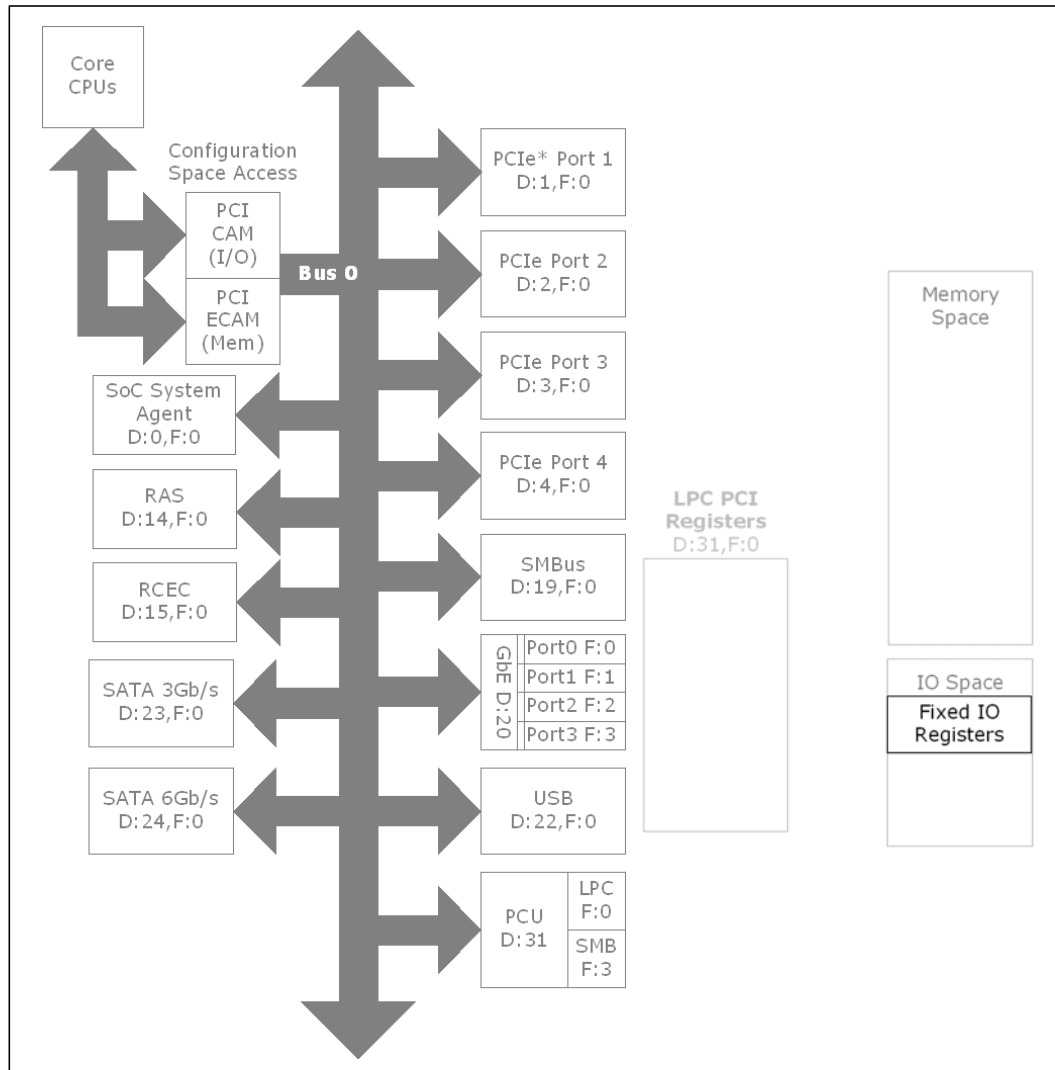 Core
CPUs
Configuration
Space Access
PCI
CAM
(I/O)
PCI
ECAM
(Mem)
Bus 0
SoC System
Agent
D:0,F:0
RAS
D:14,F:0
RCEC
D:15,F:0
SATA 3Gb/s
D:23,F:0
SATA 6Gb/s
D:24,F:0
PCIe* Port 1
D:1,F:0
PCIe Port 2
D:2,F:0
PCIe Port 3
D:3,F:0
PCIe Port 4
D:4,F:0
SMBus
D:19,F:0
GbE D:20
Port0 F:0
Port1 F:1
Port2 F:2
Port3 F:3
USB
D:22,F:0
PCU
D:31
LPC
F:0
SMB
F:3
LPC PCI
Registers
D:31,F:0
Memory
Space
IO Space
Fixed IO
Registers